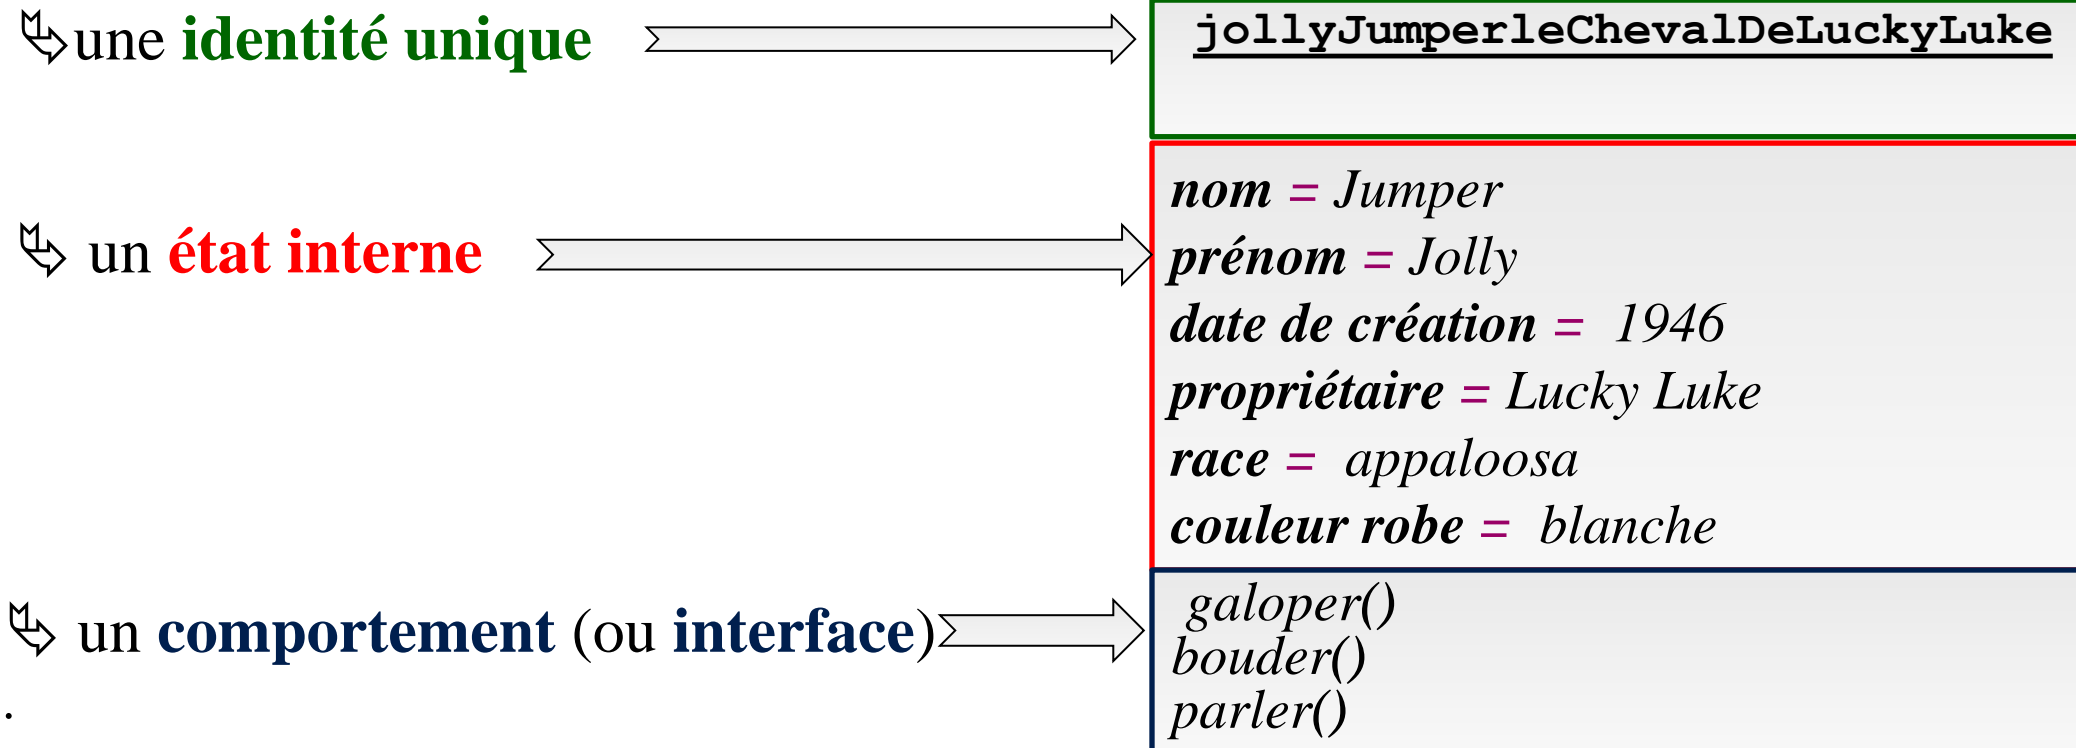 une identité unique
jollyJumperleChevalDeLuckyLuke
un état interne
nom = Jumper
prénom = Jolly
date de création = 1946
propriétaire = Lucky Luke
race = appaloosa
couleur robe = blanche
un comportement (ou interface)
.
galoper()
bouder()
parler()